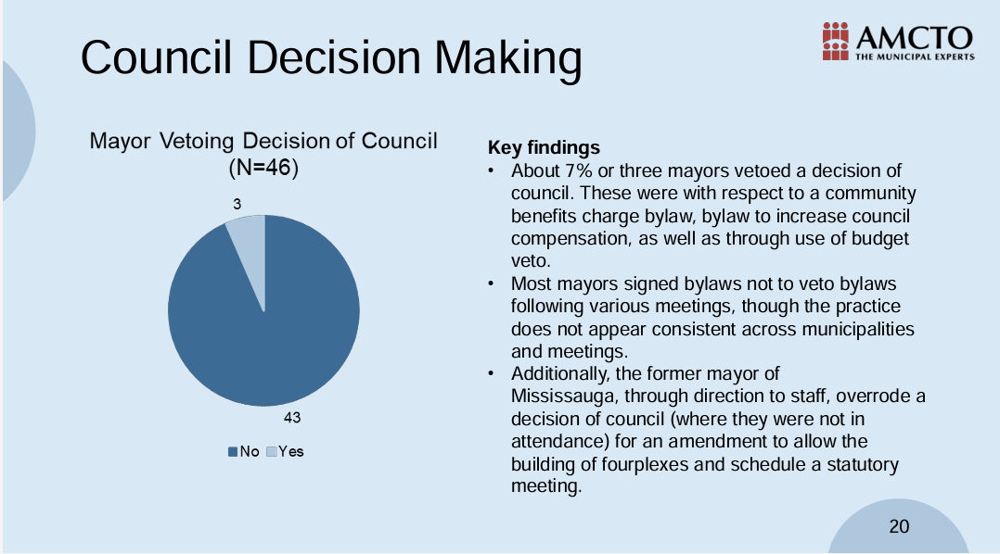 Council Decision Making
AMCTO
THE MUNICIPAL EXPERTS
Mayor Vetoing Decision of Council
(N=46)
3
43
No Yes
Key findings
• About 7% or three mayors vetoed a decision of
council. These were with respect to a community
benefits charge bylaw, bylaw to increase council
compensation, as well as through use of budget
veto.
• Most mayors signed bylaws not to veto bylaws
following various meetings, though the practice
does not appear consistent across municipalities
and meetings.
• Additionally, the former mayor of
Mississauga, through direction to staff, overrode a
decision of council (where they were not in
attendance) for an amendment to allow the
building of fourplexes and schedule a statutory
meeting.
20